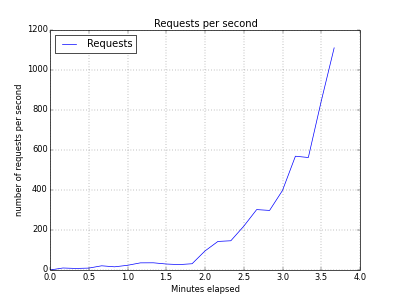 Requests per second
Requests
number of requests per second
1200
1000
800
600
400
200
0
0.0 0.5 1.0 1.5 2.0 2.5 3.0 3.5 4.0
Minutes elapsed